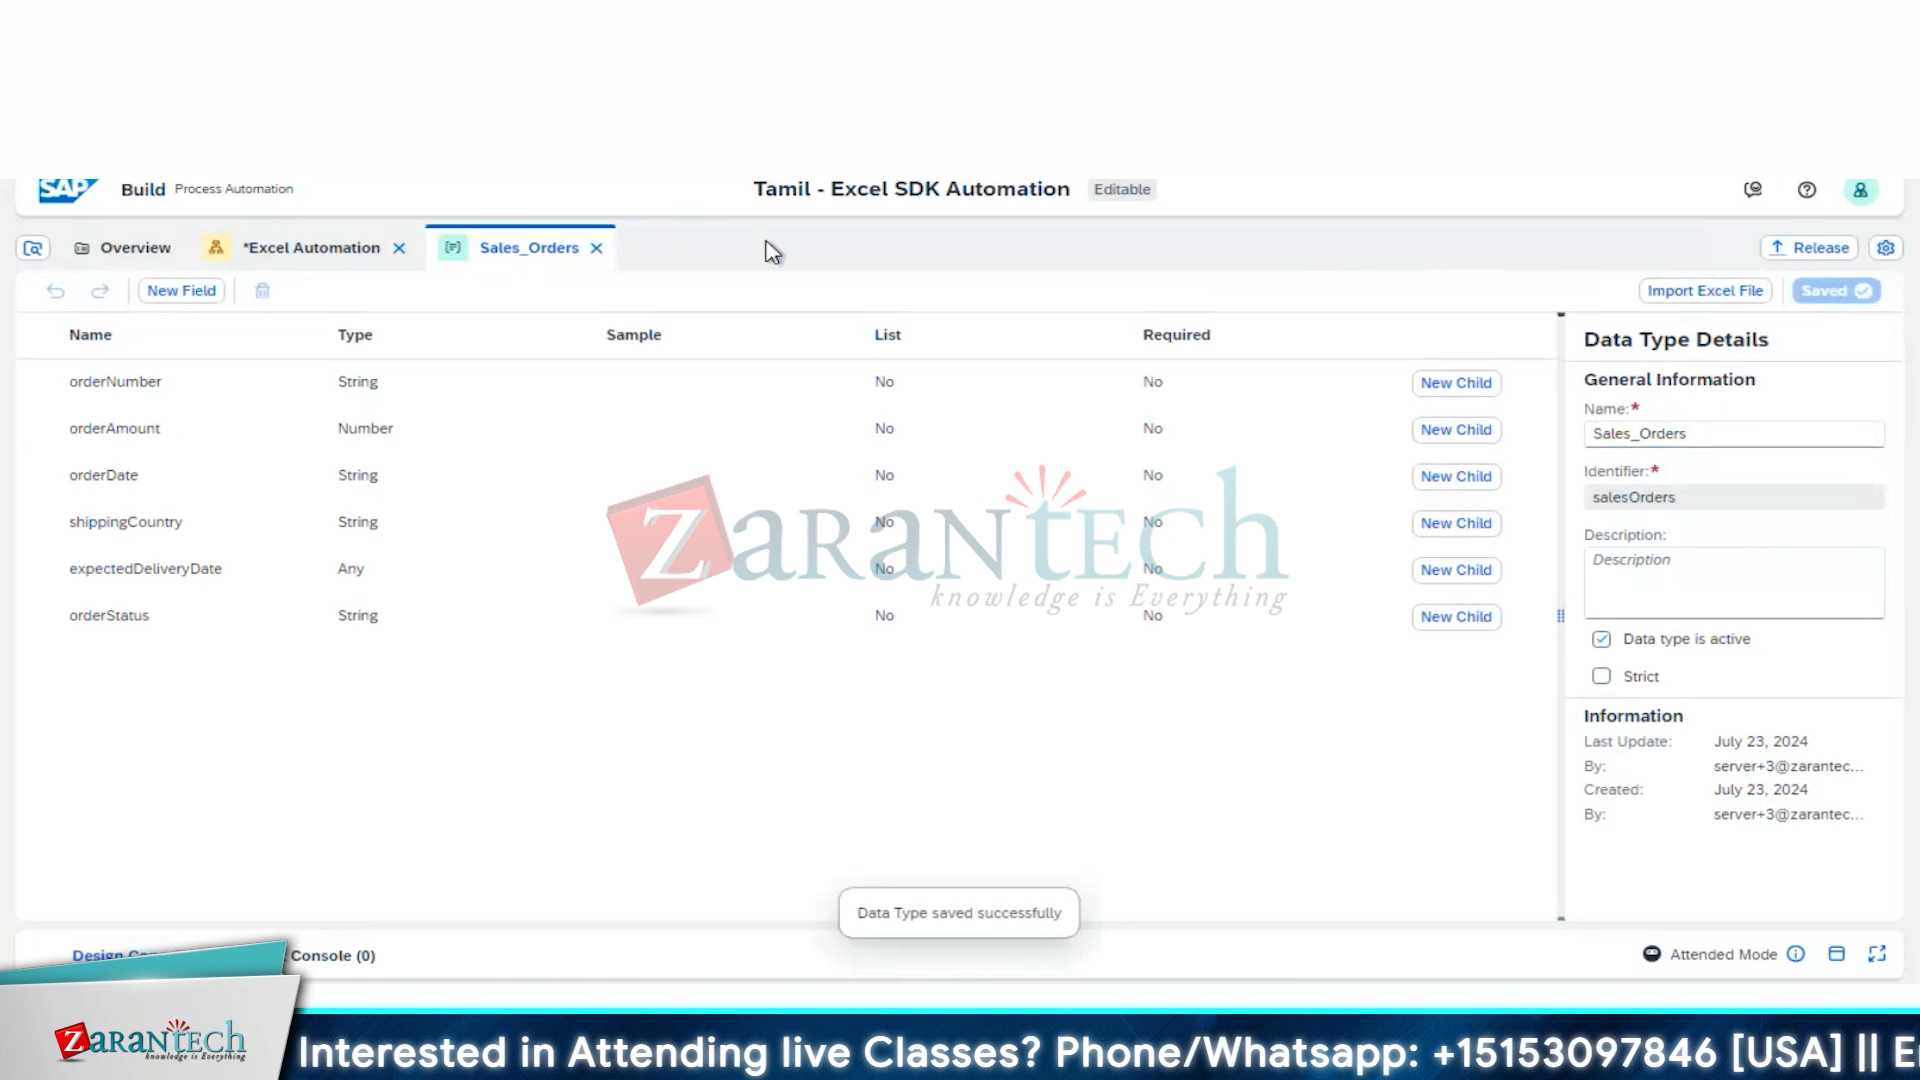 SAP Build Process Automation Tamil - Excel SDK Automation Editable
Overview *Excel Automation Sales_Orders Release
New Field Import Excel File Saved
Name Type Sample List Required
orderNumber String No No New Child
orderAmount Number No No New Child
orderDate String No No New Child
shippingCountry String No No New Child
expectedDeliveryDate Any No No New Child
orderStatus String No No New Child
Data Type Details
General Information
Name:*
Sales_Orders
Identifier:*
salesOrders
Description:
Description
Data type is active
Strict
Information
Last Update: July 23, 2024
By: server+3@zarantec...
Created: July 23, 2024
By: server+3@zarantec...
ZaranTech
knowledge is Everything
Data Type saved successfully
Design Console (0)
Attended Mode
ZaranTech
knowledge is Everything
Interested in Attending live Classes? Phone/Whatsapp: +15153097846 [USA] ||